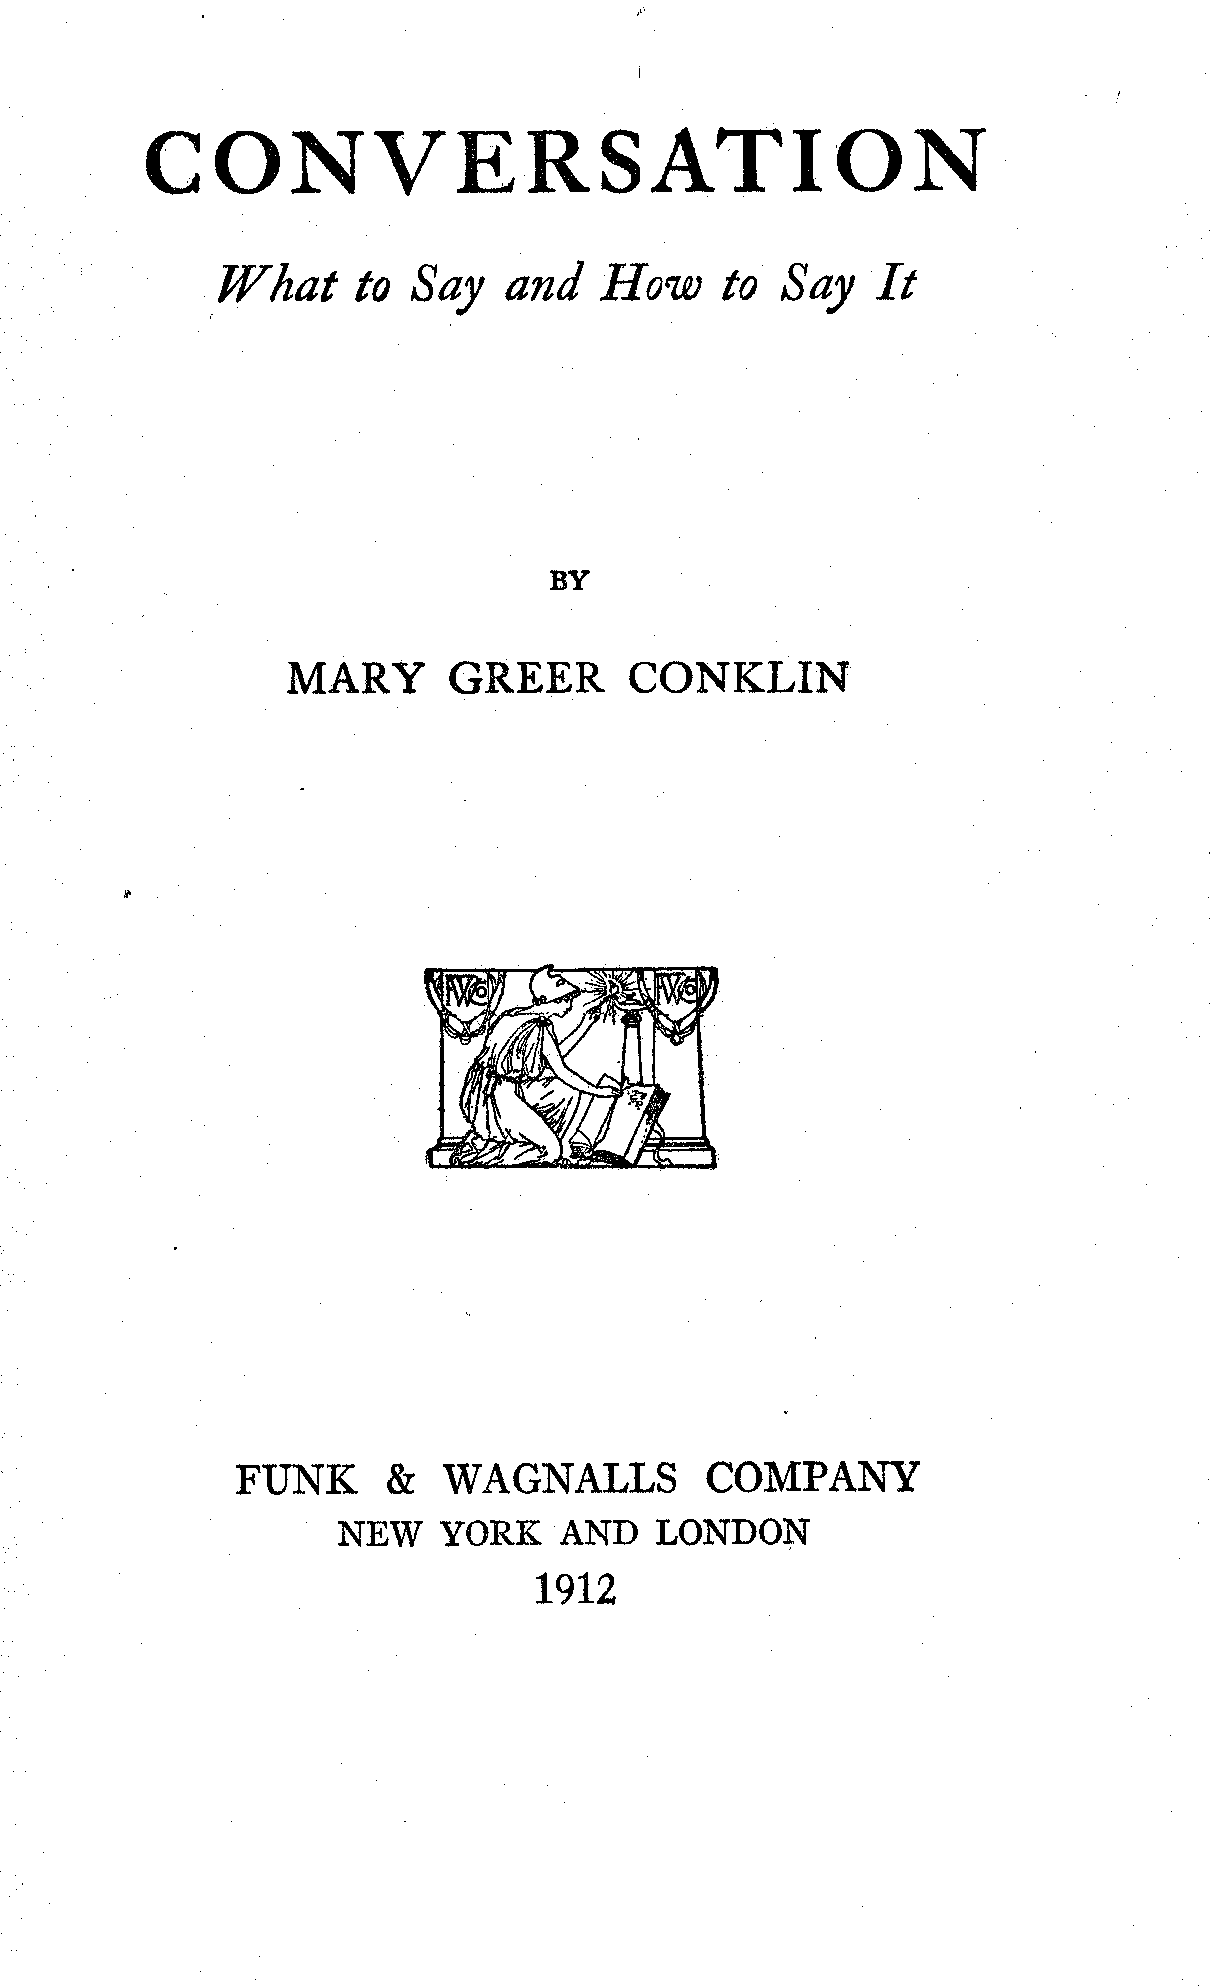 CONVERSATION
What to Say and How to Say It
BY
MARY GREER CONKLIN
FUNK & WAGNALLS COMPANY
NEW YORK AND LONDON
1912